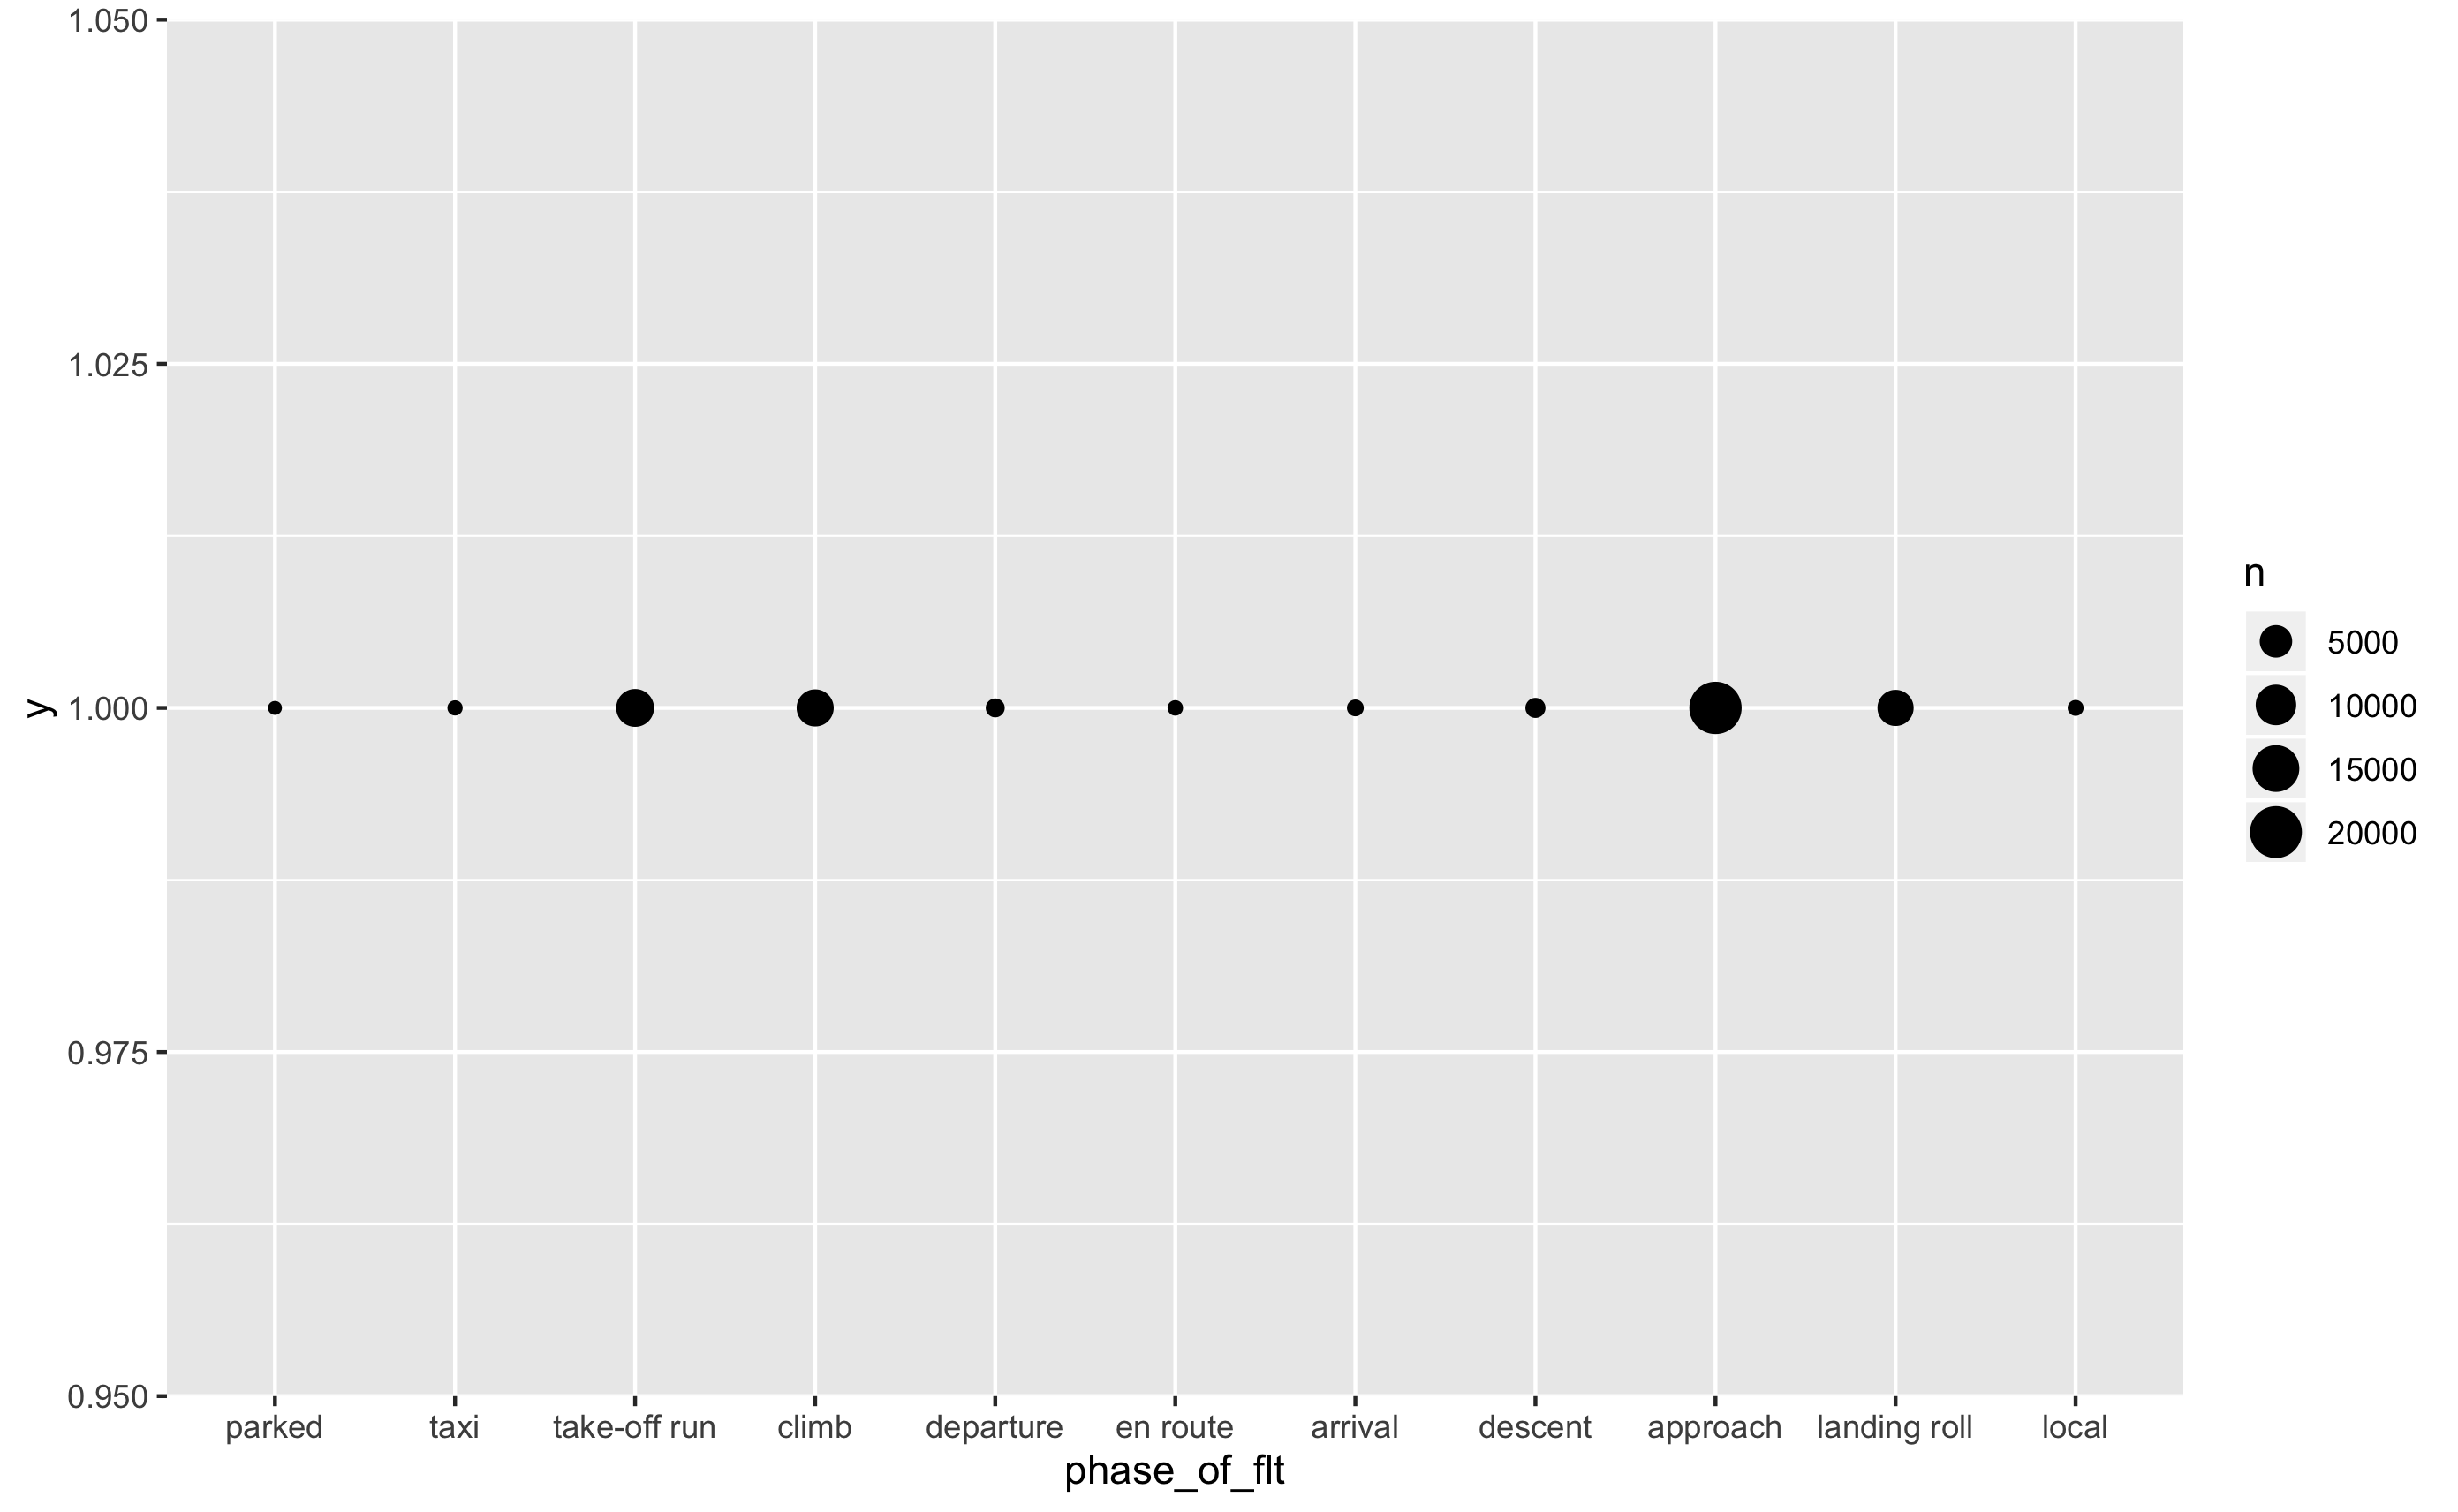 1.050
1.025
1.000
0.975
0.950
y
parked taxi take-off run climb departure en route arrival descent approach landing roll local
phase_of_flt
n
5000
10000
15000
20000